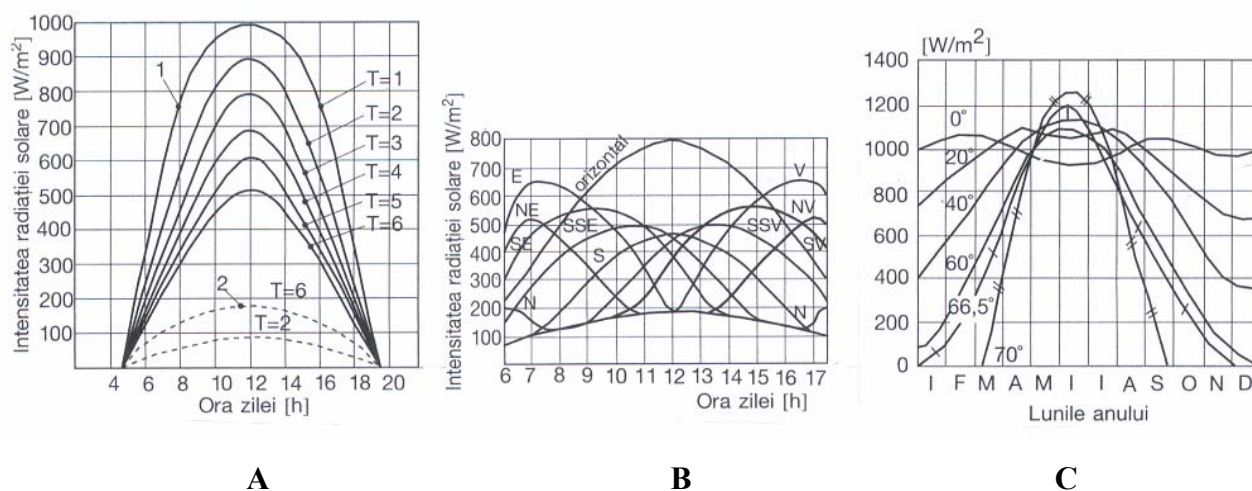 Intensitatea radiației solare [W/m²]
1000
900
800
700
600
500
400
300
200
100
1
T=1
T=2
T=3
T=4
T=5
T=6
2
T=6
T=2
4 6 8 10 12 14 16 18 20
Ora zilei [h]
A
Intensitatea radiației solare [W/m²]
800
700
600
500
400
300
200
100
E
NE
SE
SSE
S
N
orizontal
V
NV
SSV
SV
N
6 7 8 9 10 11 12 13 14 15 16 17
Ora zilei [h]
B
[W/m²]
1400
1200
1000
800
600
400
200
0
0°
20°
40°
60°
66,5°
70°
I F M A M I I A S O N D
Lunile anului
C